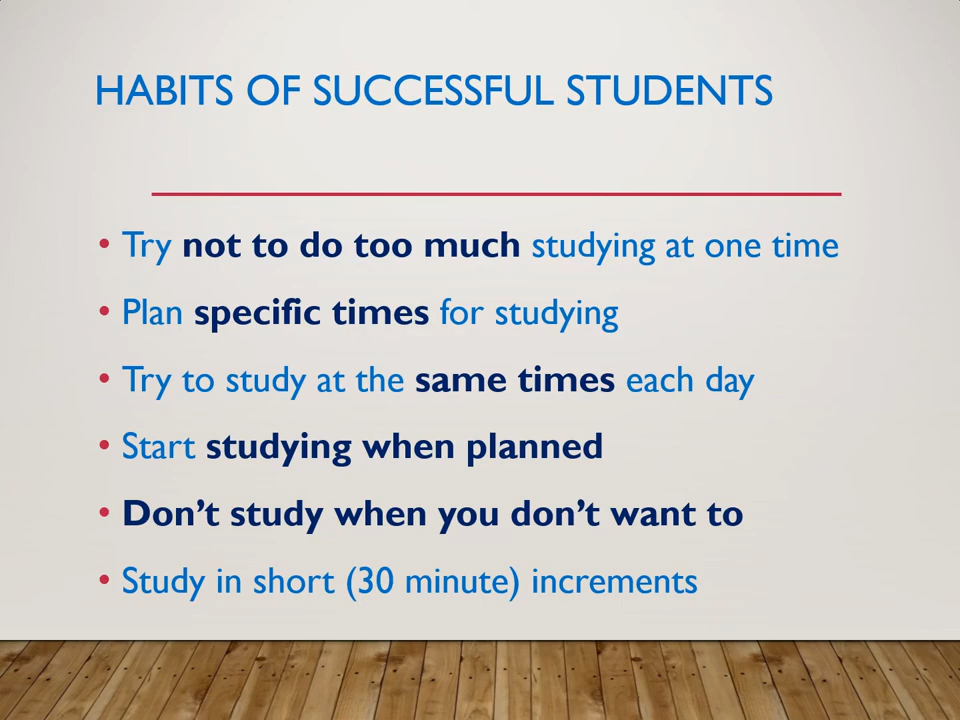 HABITS OF SUCCESSFUL STUDENTS
• Try not to do too much studying at one time
• Plan specific times for studying
• Try to study at the same times each day
• Start studying when planned
• Don’t study when you don’t want to
• Study in short (30 minute) increments